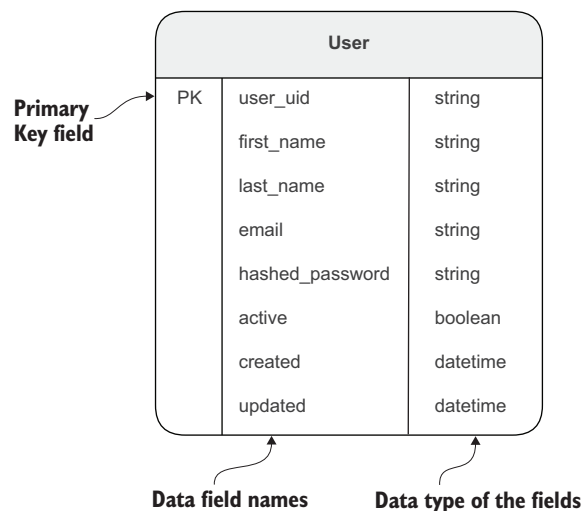 User
Primary
Key field
PK user_uid string
first_name string
last_name string
email string
hashed_password string
active boolean
created datetime
updated datetime
Data field names Data type of the fields